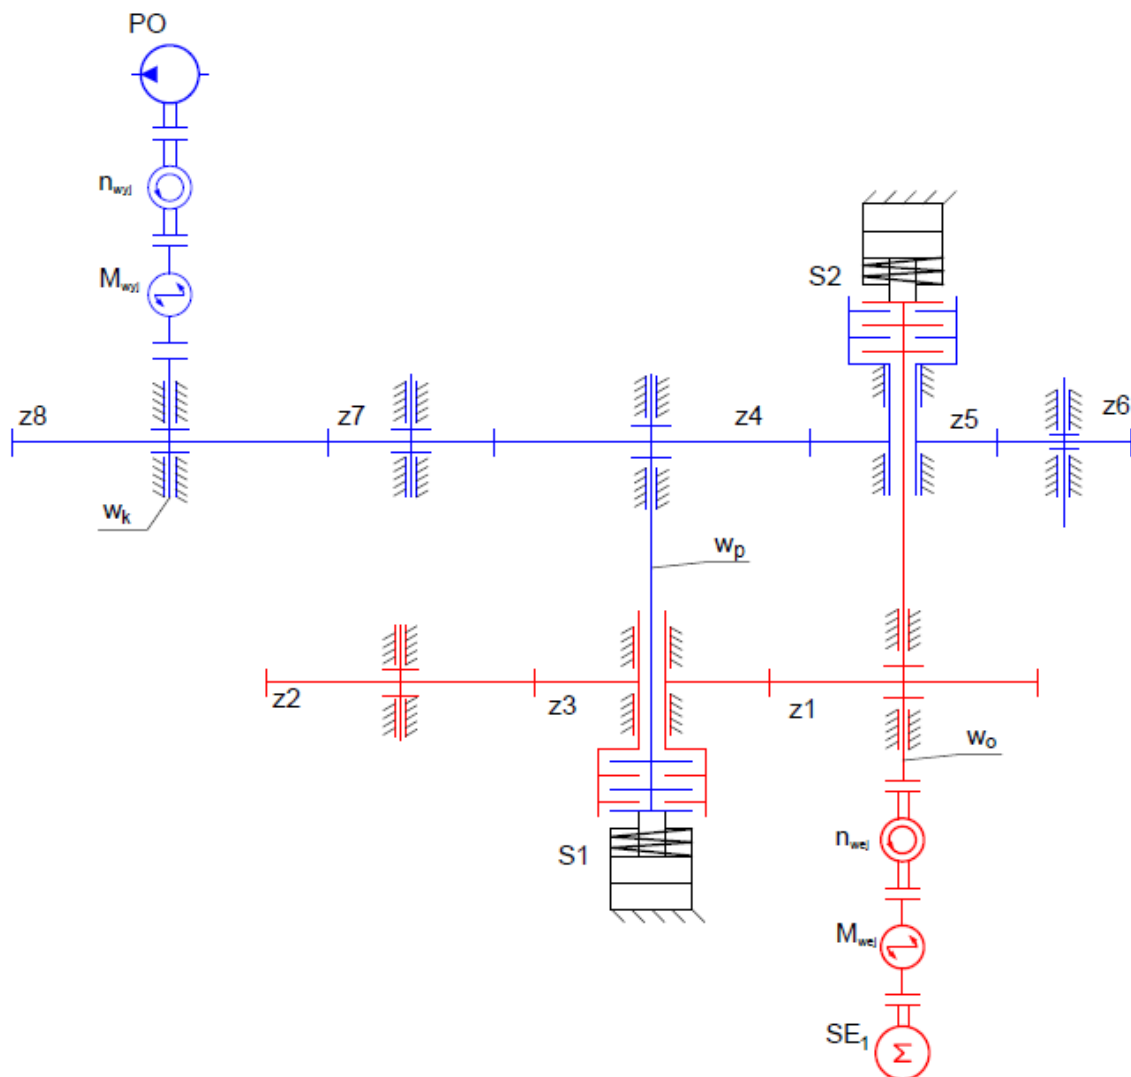 PO
n_wyj
M_wyj
S2
z8 z7 z4 z5 z6
w_k
w_p
z2 z3 z1
w_o
S1
n_wej
M_wej
SE_1
Σ